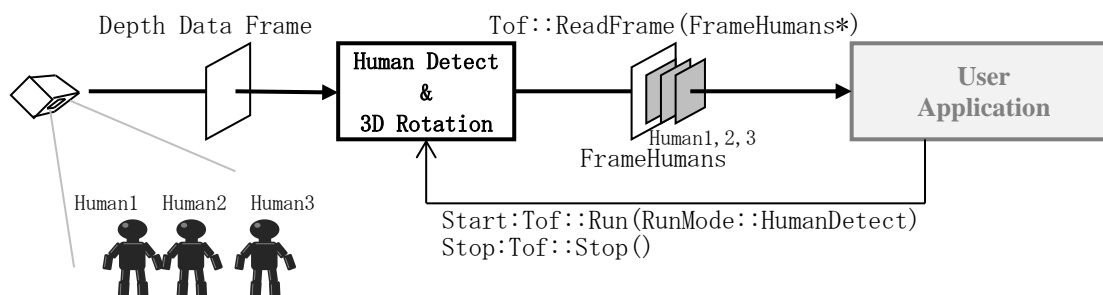 Depth Data Frame
Tof::ReadFrame(FrameHumans*)
Human Detect
&
3D Rotation
User
Application
Human1,2,3
FrameHumans
Human1
Human2
Human3
Start:Tof::Run(RunMode::HumanDetect)
Stop:Tof::Stop()